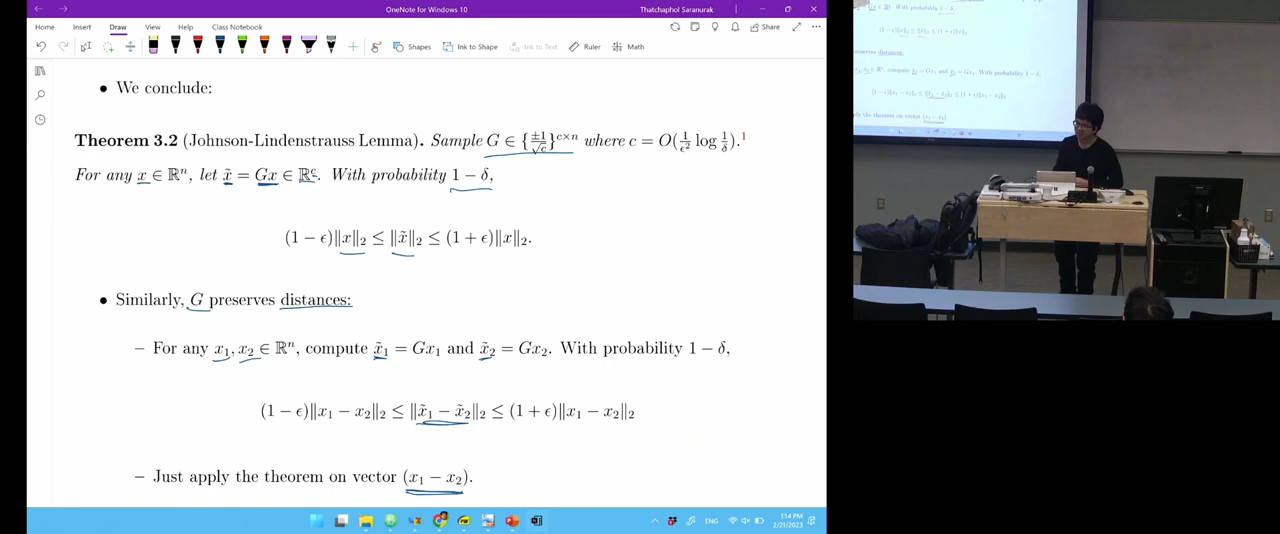 OneNote for Windows 10
Thatchaphol Saranurak
Home Insert Draw View Help Class Notebook
Share
Shapes Ink to Shape Ink to Text Ruler Math
• We conclude:
Theorem 3.2 (Johnson-Lindenstrauss Lemma). Sample G ∈ {±1/√c}^{c×n} where c = O(1/ϵ² log 1/δ).¹
For any x ∈ ℝⁿ, let x̃ = Gx ∈ ℝᶜ. With probability 1 − δ,
(1 − ϵ)‖x‖₂ ≤ ‖x̃‖₂ ≤ (1 + ϵ)‖x‖₂.
• Similarly, G preserves distances:
– For any x₁, x₂ ∈ ℝⁿ, compute x̃₁ = Gx₁ and x̃₂ = Gx₂. With probability 1 − δ,
(1 − ϵ)‖x₁ − x₂‖₂ ≤ ‖x̃₁ − x̃₂‖₂ ≤ (1 + ϵ)‖x₁ − x₂‖₂
– Just apply the theorem on vector (x₁ − x₂).
ENG
1:14 PM
2/21/2023